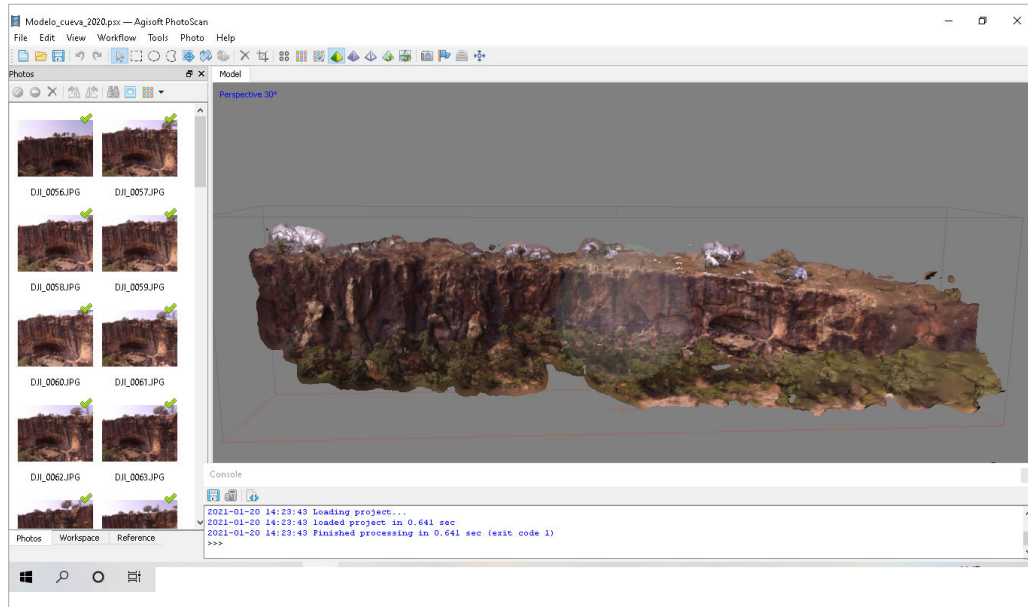 Modelo_cueva_2020.psx — Agisoft PhotoScan
File Edit View Workflow Tools Photo Help
Photos
Model
Perspective 30°
DJI_0056.JPG DJI_0057.JPG
DJI_0058.JPG DJI_0059.JPG
DJI_0060.JPG DJI_0061.JPG
DJI_0062.JPG DJI_0063.JPG
Console
2021-01-20 14:23:43 Loading project...
2021-01-20 14:23:43 loaded project in 0.641 sec
2021-01-20 14:23:43 Finished processing in 0.641 sec (exit code 1)
>>>
Photos Workspace Reference